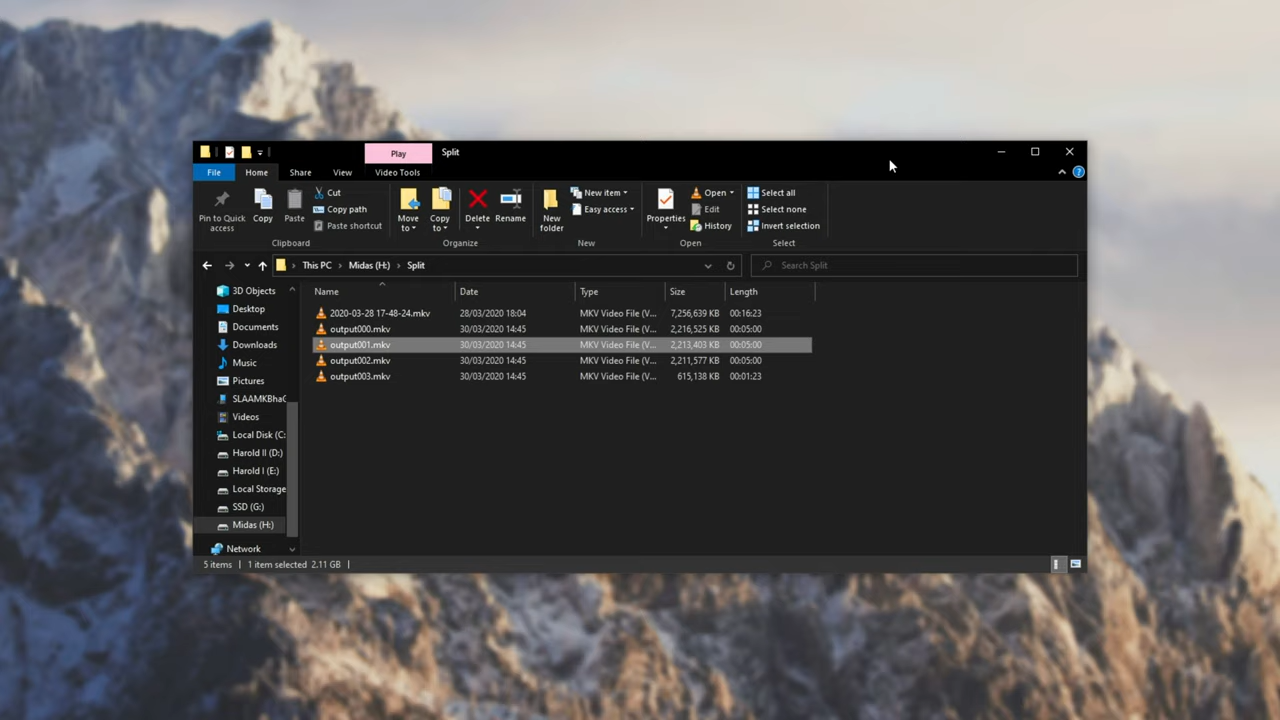 Play Split
File Home Share View Video Tools
Pin to Quick access Copy Paste Cut Copy path Paste shortcut Move to Copy to Delete Rename New folder New item Easy access Properties Open Edit History Select all Select none Invert selection
Clipboard Organize New Open Select
This PC Midas (H:) Split Search Split
Name Date Type Size Length
2020-03-28 17-48-24.mkv 28/03/2020 18:04 MKV Video File (V... 7,256,639 KB 00:16:23
output000.mkv 30/03/2020 14:45 MKV Video File (V... 2,216,525 KB 00:05:00
output001.mkv 30/03/2020 14:45 MKV Video File (V... 2,213,403 KB 00:05:00
output002.mkv 30/03/2020 14:45 MKV Video File (V... 2,211,577 KB 00:05:00
output003.mkv 30/03/2020 14:45 MKV Video File (V... 615,138 KB 00:01:23
3D Objects
Desktop
Documents
Downloads
Music
Pictures
SLAAMKBhaC
Videos
Local Disk (C:
Harold II (D:)
Harold I (E:)
Local Storage
SSD (G:)
Midas (H:)
Network
5 items 1 item selected 2.11 GB